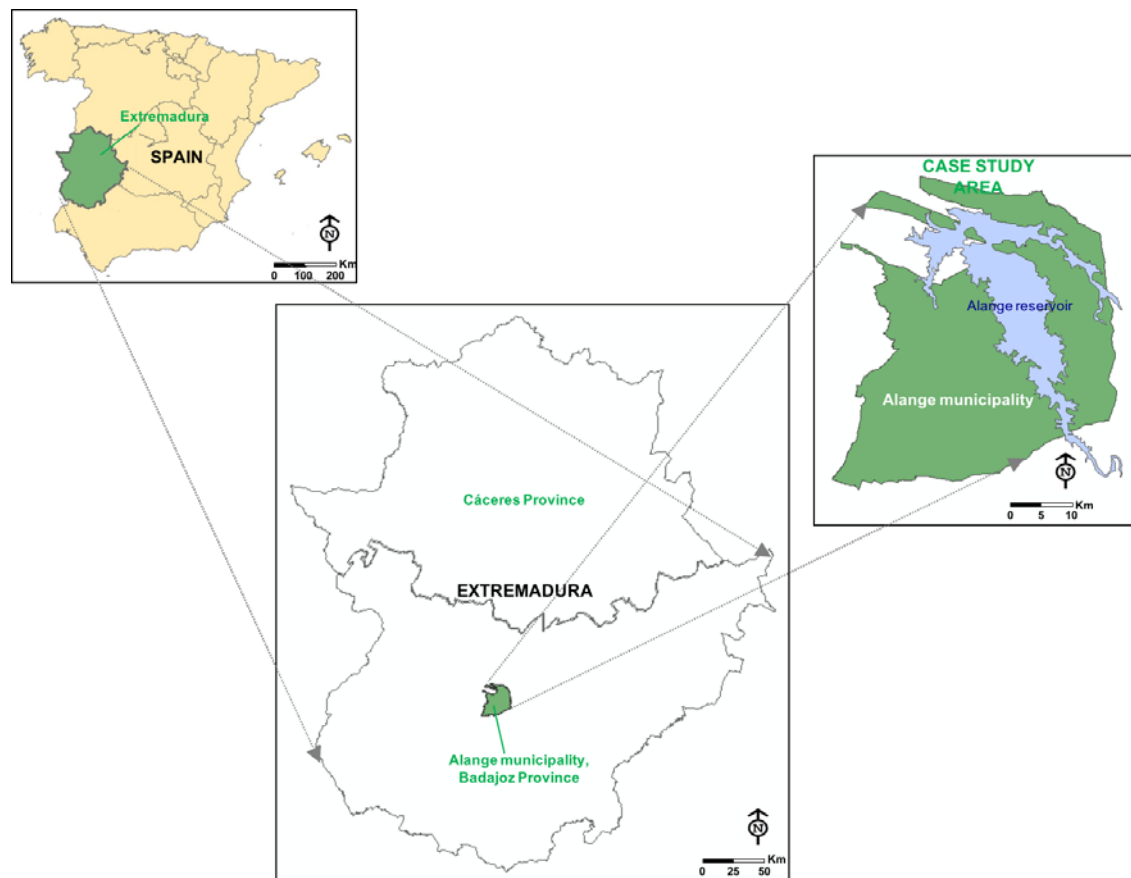 Extremadura
SPAIN
N
Km
0 100 200
CASE STUDY
AREA
Alange reservoir
Alange municipality
N
Km
0 5 10
Cáceres Province
EXTREMADURA
Alange municipality,
Badajoz Province
N
Km
0 25 50